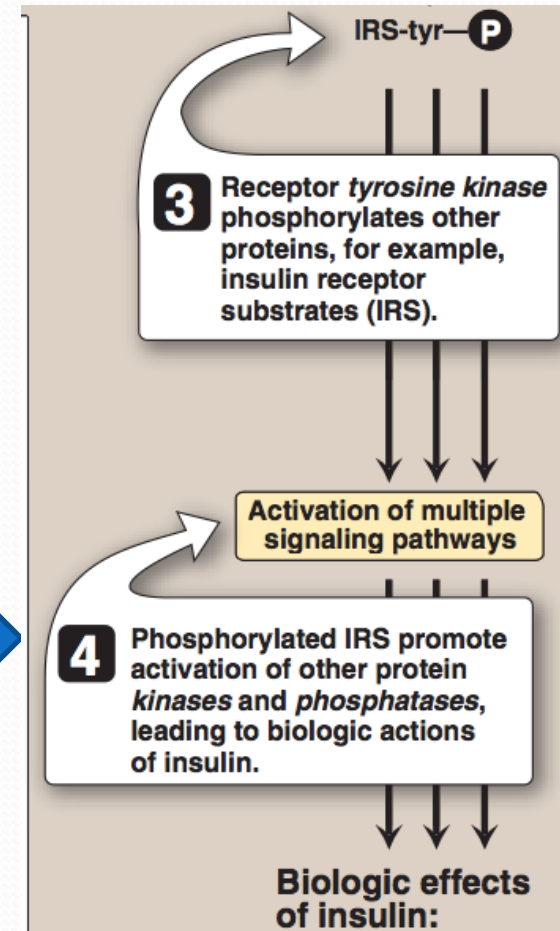 IRS-tyr—P
3 Receptor tyrosine kinase
phosphorylates other
proteins, for example,
insulin receptor
substrates (IRS).
Activation of multiple
signaling pathways
4 Phosphorylated IRS promote
activation of other protein
kinases and phosphatases,
leading to biologic actions
of insulin.
Biologic effects
of insulin: